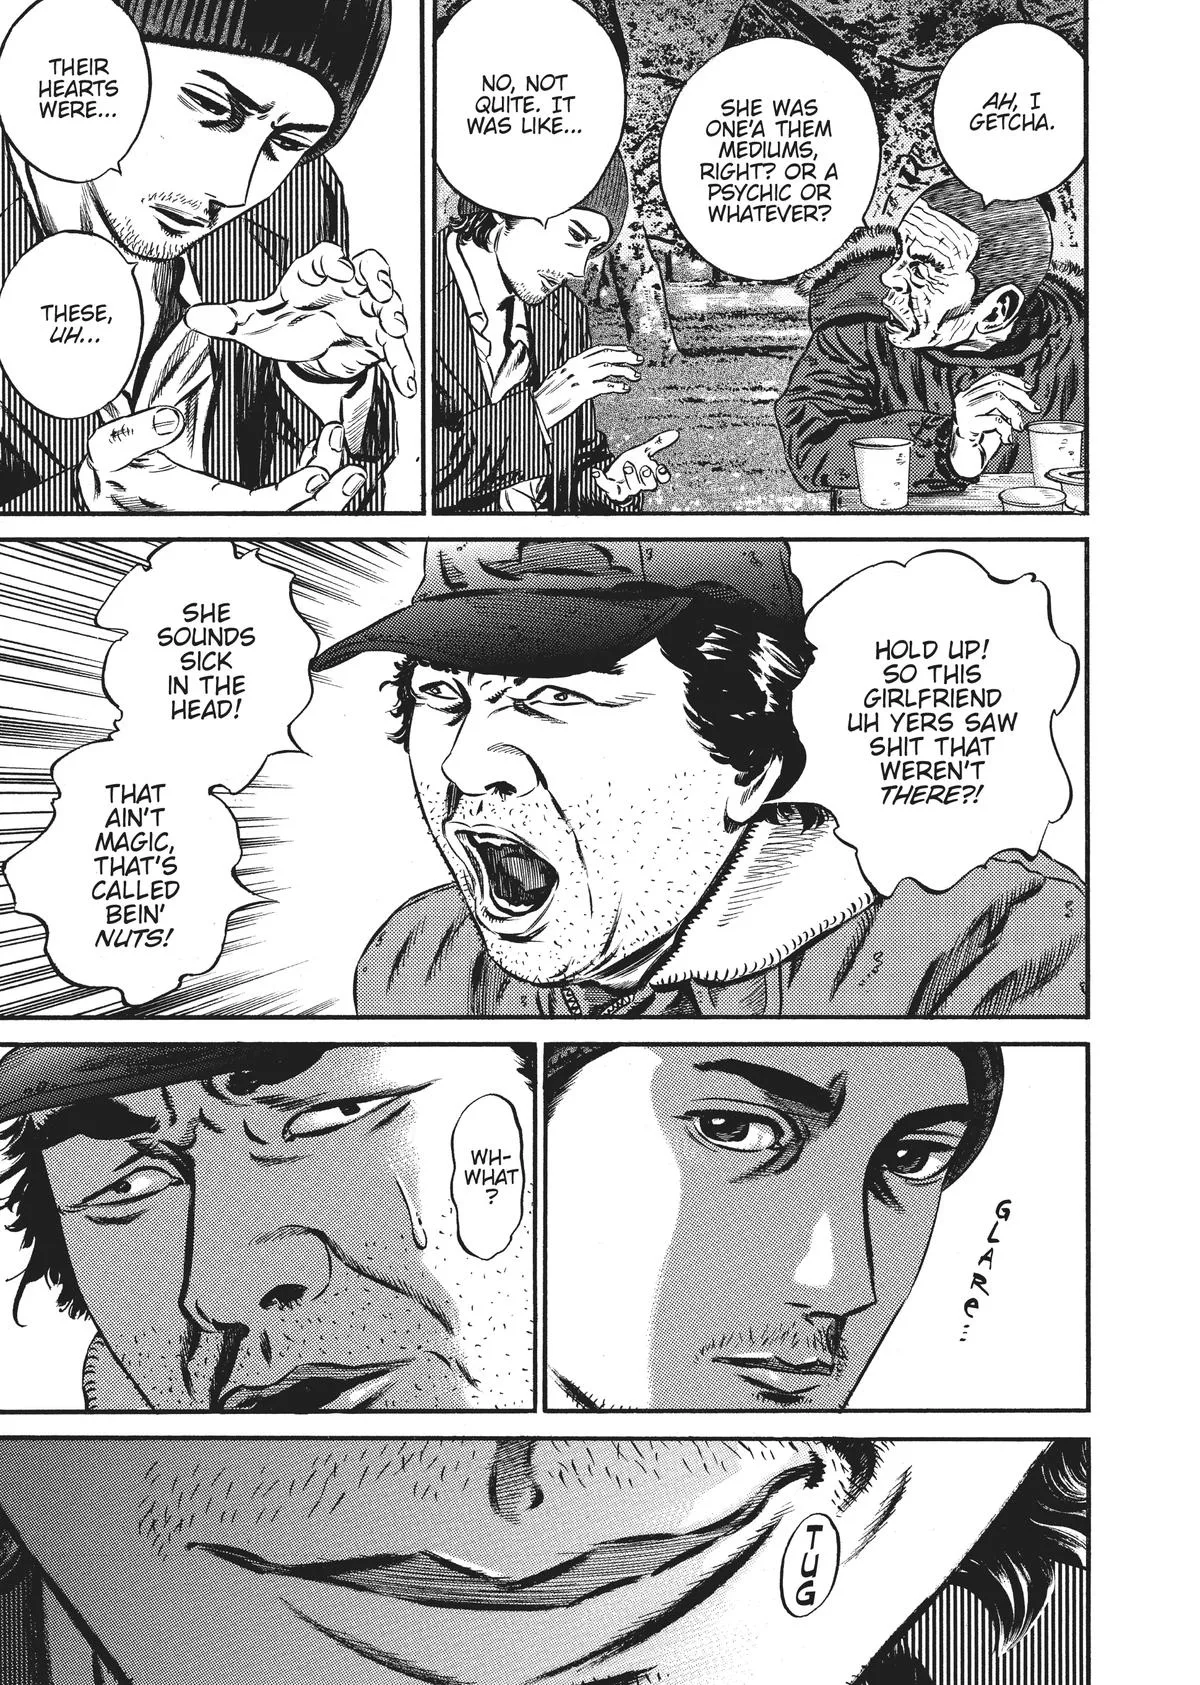 AH, I
GETCHA.
SHE WAS
ONE'A THEM
MEDIUMS,
RIGHT? OR A
PSYCHIC OR
WHATEVER?
NO, NOT
QUITE. IT
WAS LIKE...
THEIR
HEARTS
WERE...
THESE,
UH...
HOLD UP!
SO THIS
GIRLFRIEND
UH YERS SAW
SHIT THAT
WEREN'T
THERE?!
SHE
SOUNDS
SICK
IN THE
HEAD!
THAT
AIN'T
MAGIC,
THAT'S
CALLED
BEIN'
NUTS!
GLARE...
WH-
WHAT
?
TUG